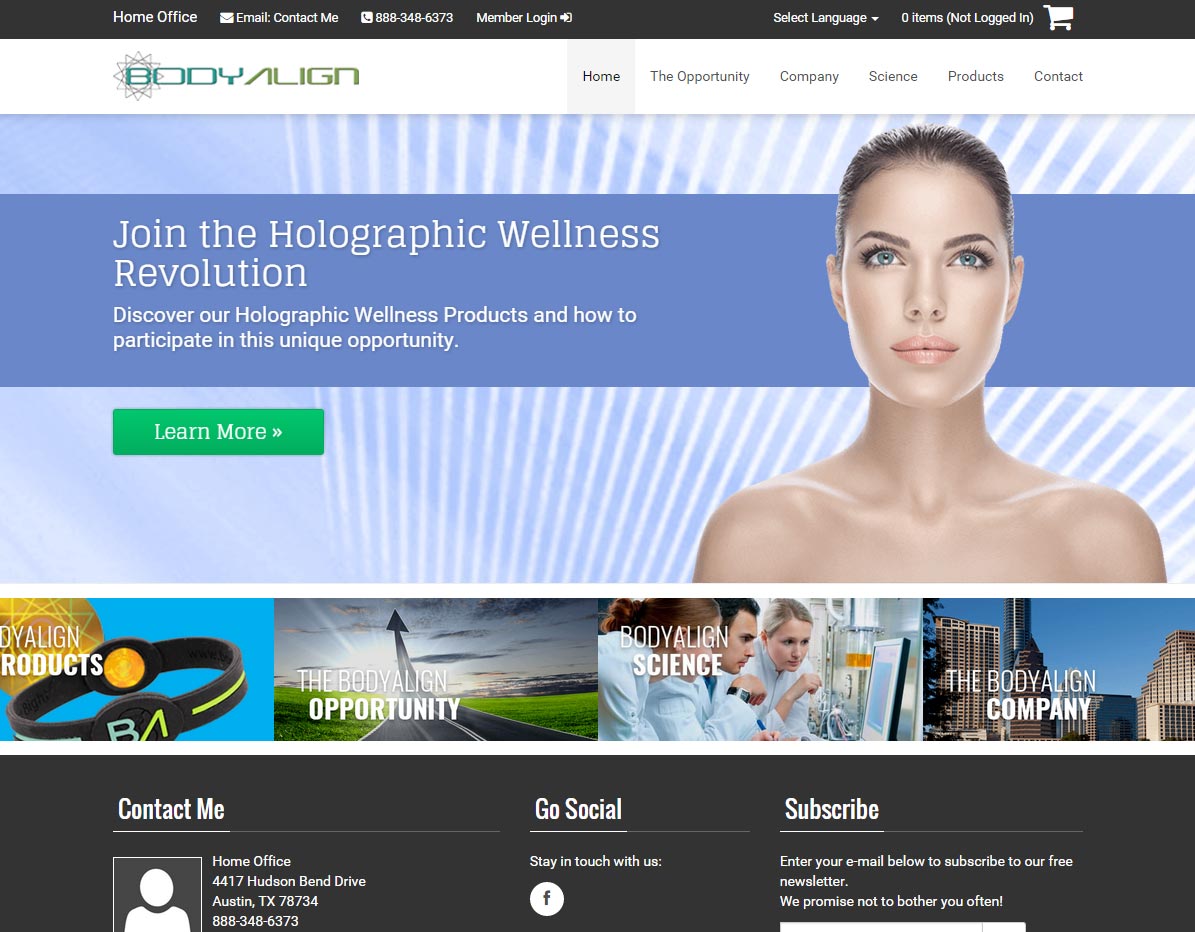 Home Office
Email: Contact Me
888-348-6373
Member Login
Select Language
0 items (Not Logged In)
BODYALIGN
Home
The Opportunity
Company
Science
Products
Contact
Join the Holographic Wellness
Revolution
Discover our Holographic Wellness Products and how to
participate in this unique opportunity.
Learn More »
DYALIGN
RODUCTS
BA
THE BODYALIGN
OPPORTUNITY
BODYALIGN
SCIENCE
THE BODYALIGN
COMPANY
Contact Me
Home Office
4417 Hudson Bend Drive
Austin, TX 78734
888-348-6373
Go Social
Stay in touch with us:
f
Subscribe
Enter your e-mail below to subscribe to our free
newsletter.
We promise not to bother you often!